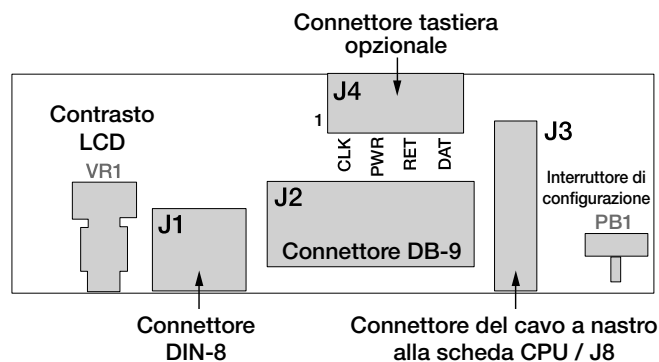 Connettore tastiera
opzionale
J4
1
CLK
PWR
RET
DAT
Contrasto
LCD
VR1
J1
J2
Connettore DB-9
J3
Interruttore di
configurazione
PB1
Connettore
DIN-8
Connettore del cavo a nastro
alla scheda CPU / J8